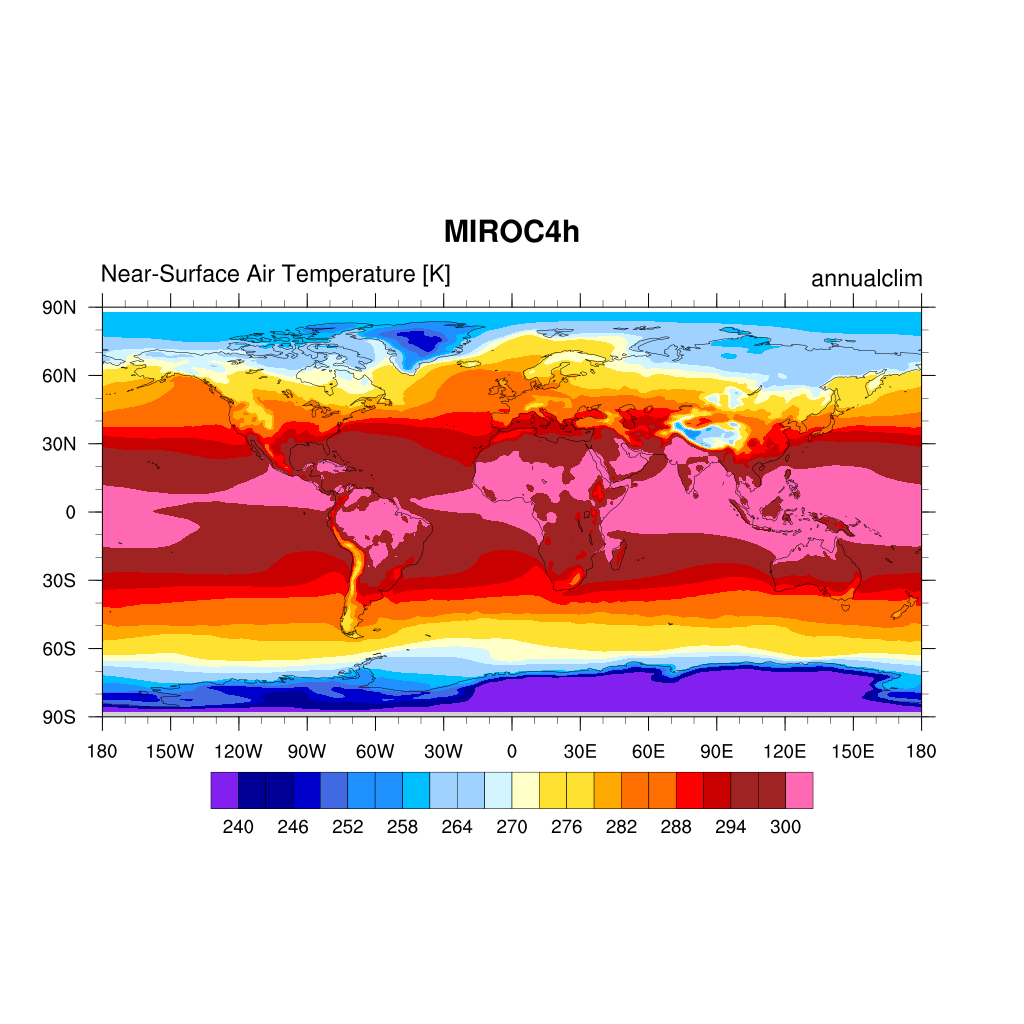 MIROC4h
Near-Surface Air Temperature [K] annualclim
90N
60N
30N
0
30S
60S
90S
180 150W 120W 90W 60W 30W 0 30E 60E 90E 120E 150E 180
240 246 252 258 264 270 276 282 288 294 300